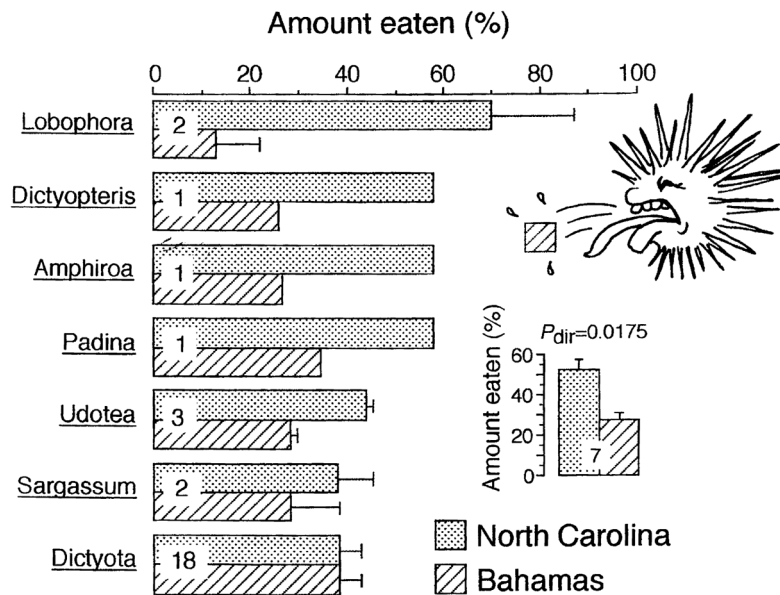 Amount eaten (%)
0 20 40 60 80 100
Lobophora 2
Dictyopteris 1
Amphiroa 1
Padina 1
Udotea 3
Sargassum 2
Dictyota 18
P dir=0.0175
Amount eaten (%)
60
40
20
0
7
North Carolina
Bahamas